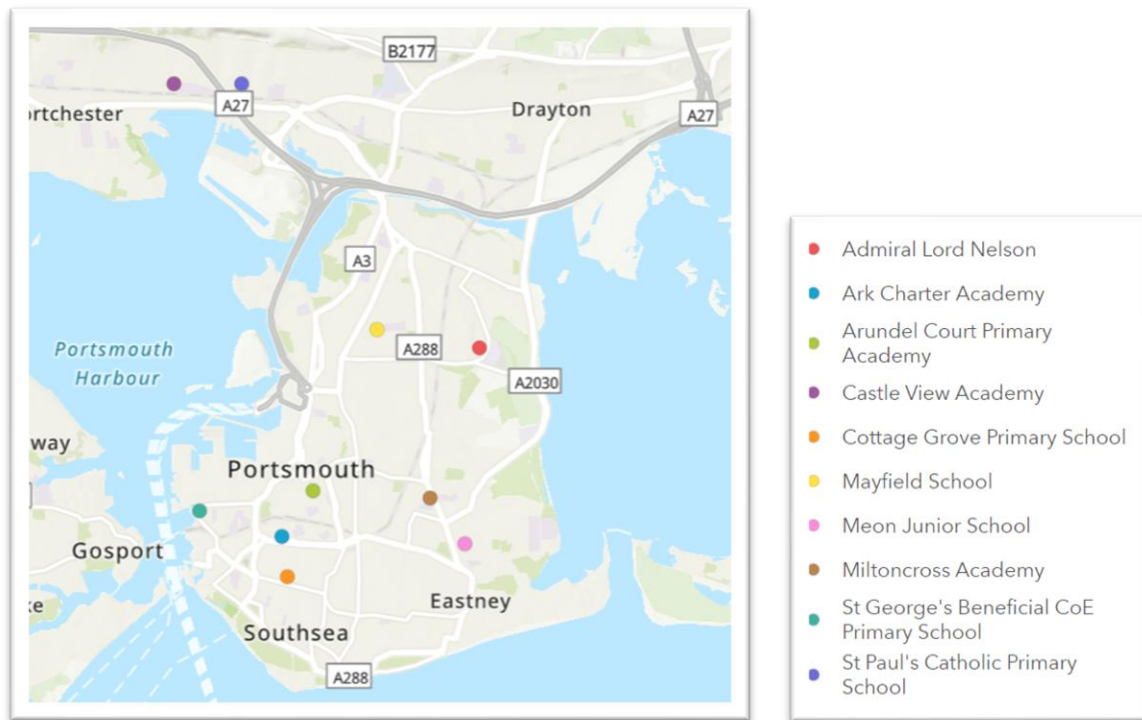 B2177
A27
rtchester
Drayton
A27
A3
Portsmouth
Harbour
A288
A2030
way
Portsmouth
Gosport
ke
Eastney
Southsea
A288
Admiral Lord Nelson
Ark Charter Academy
Arundel Court Primary
Academy
Castle View Academy
Cottage Grove Primary School
Mayfield School
Meon Junior School
Miltoncross Academy
St George's Beneficial CoE
Primary School
St Paul's Catholic Primary
School